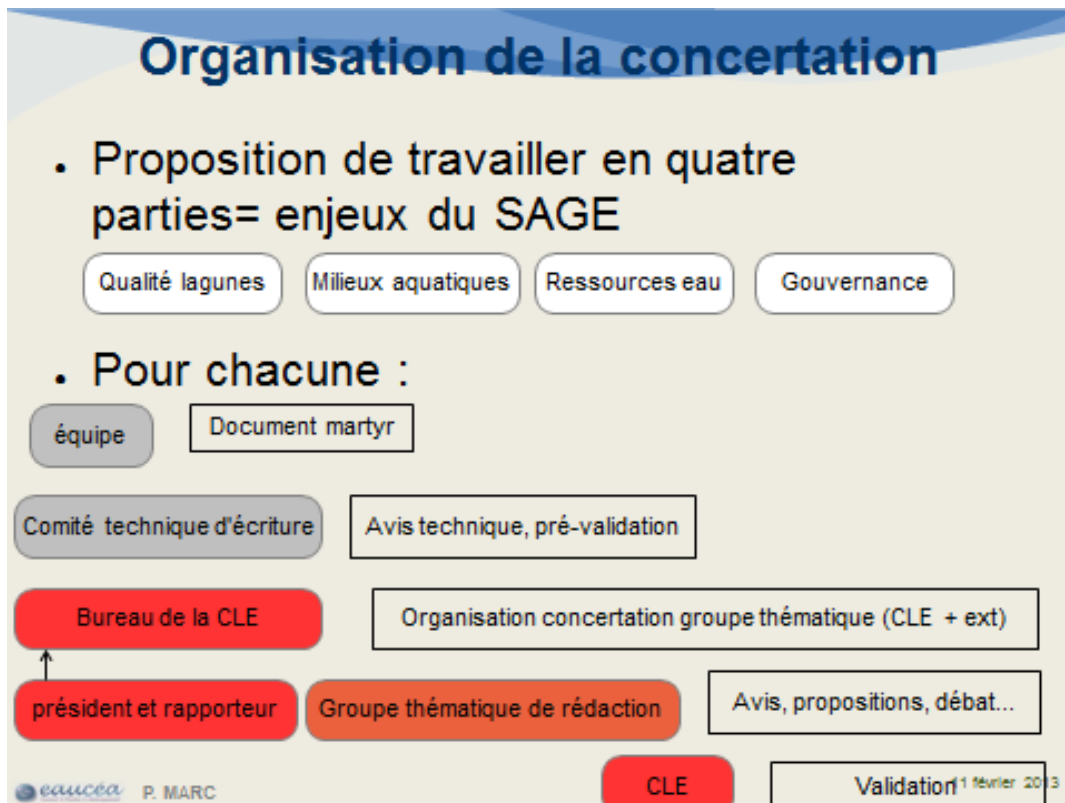 Organisation de la concertation
• Proposition de travailler en quatre
parties= enjeux du SAGE
Qualité lagunes
Milieux aquatiques
Ressources eau
Gouvernance
• Pour chacune :
équipe
Document martyr
Comité technique d'écriture
Avis technique, pré-validation
Bureau de la CLE
Organisation concertation groupe thématique (CLE + ext)
président et rapporteur
Groupe thématique de rédaction
Avis, propositions, débat...
CLE
Validation
eaucéa
P. MARC
11 février 2013